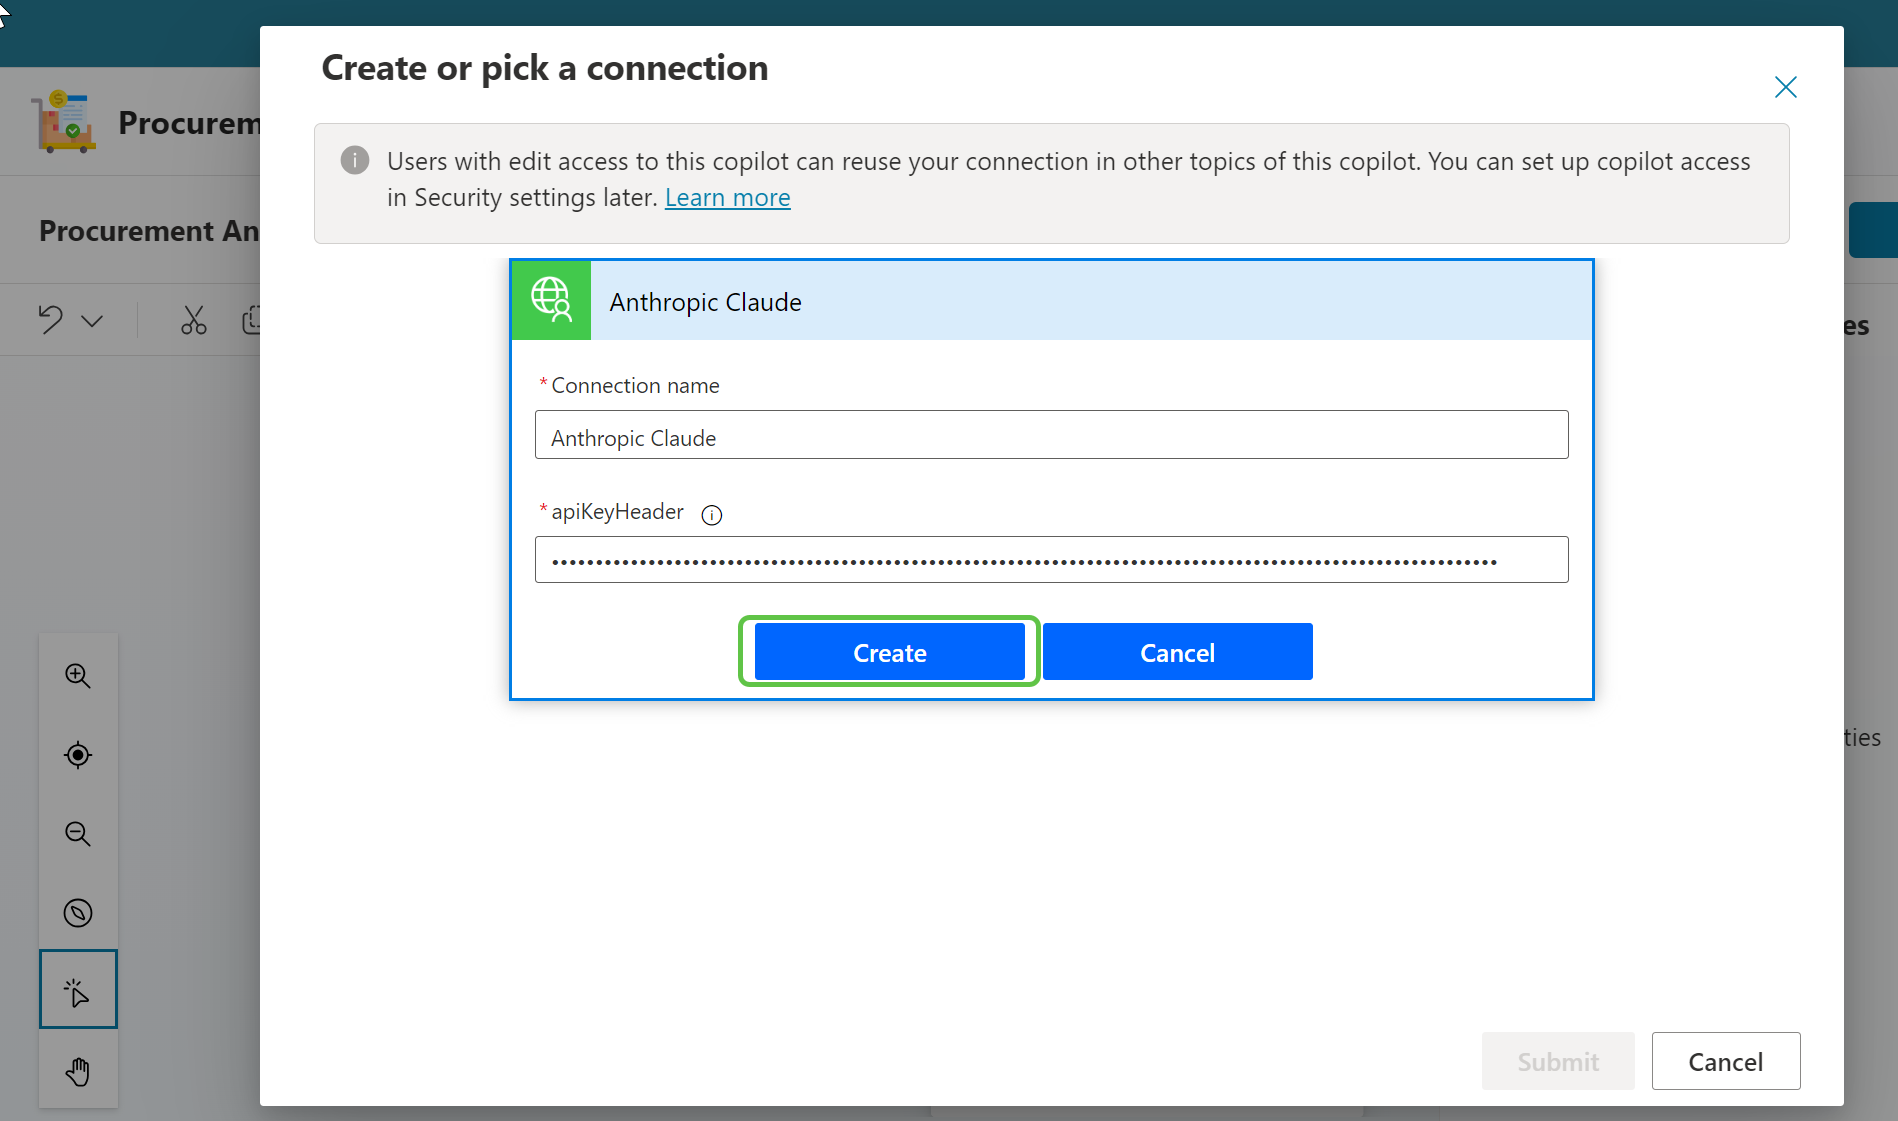 Create or pick a connection
Procurem
Users with edit access to this copilot can reuse your connection in other topics of this copilot. You can set up copilot access
in Security settings later. Learn more
Procurement An
Anthropic Claude
es
*Connection name
Anthropic Claude
*apiKeyHeader
Create
Cancel
ties
Submit
Cancel